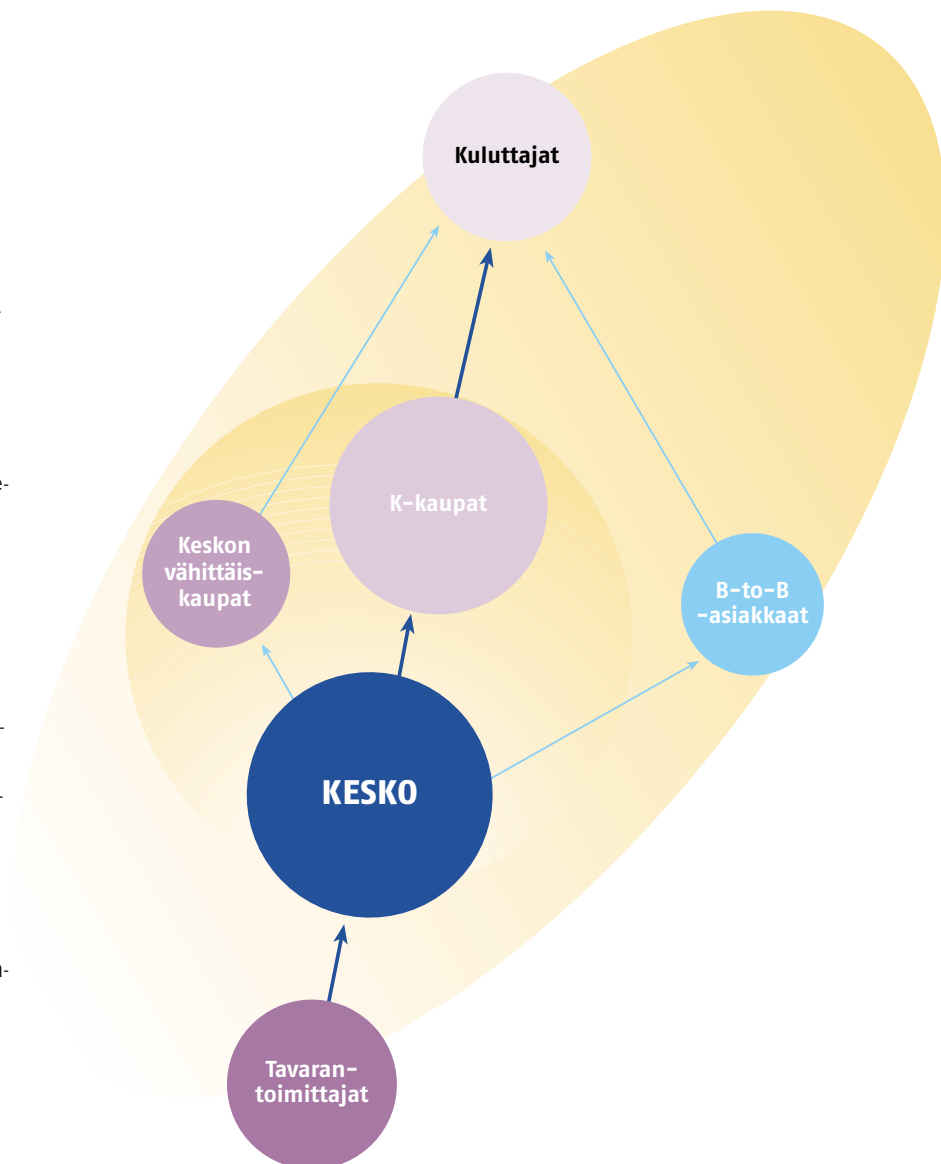 Kuluttajat
K-kaupat
Keskon
vähittäis-
kaupat
B-to-B
-asiakkaat
KESKO
Tavaran-
toimittajat